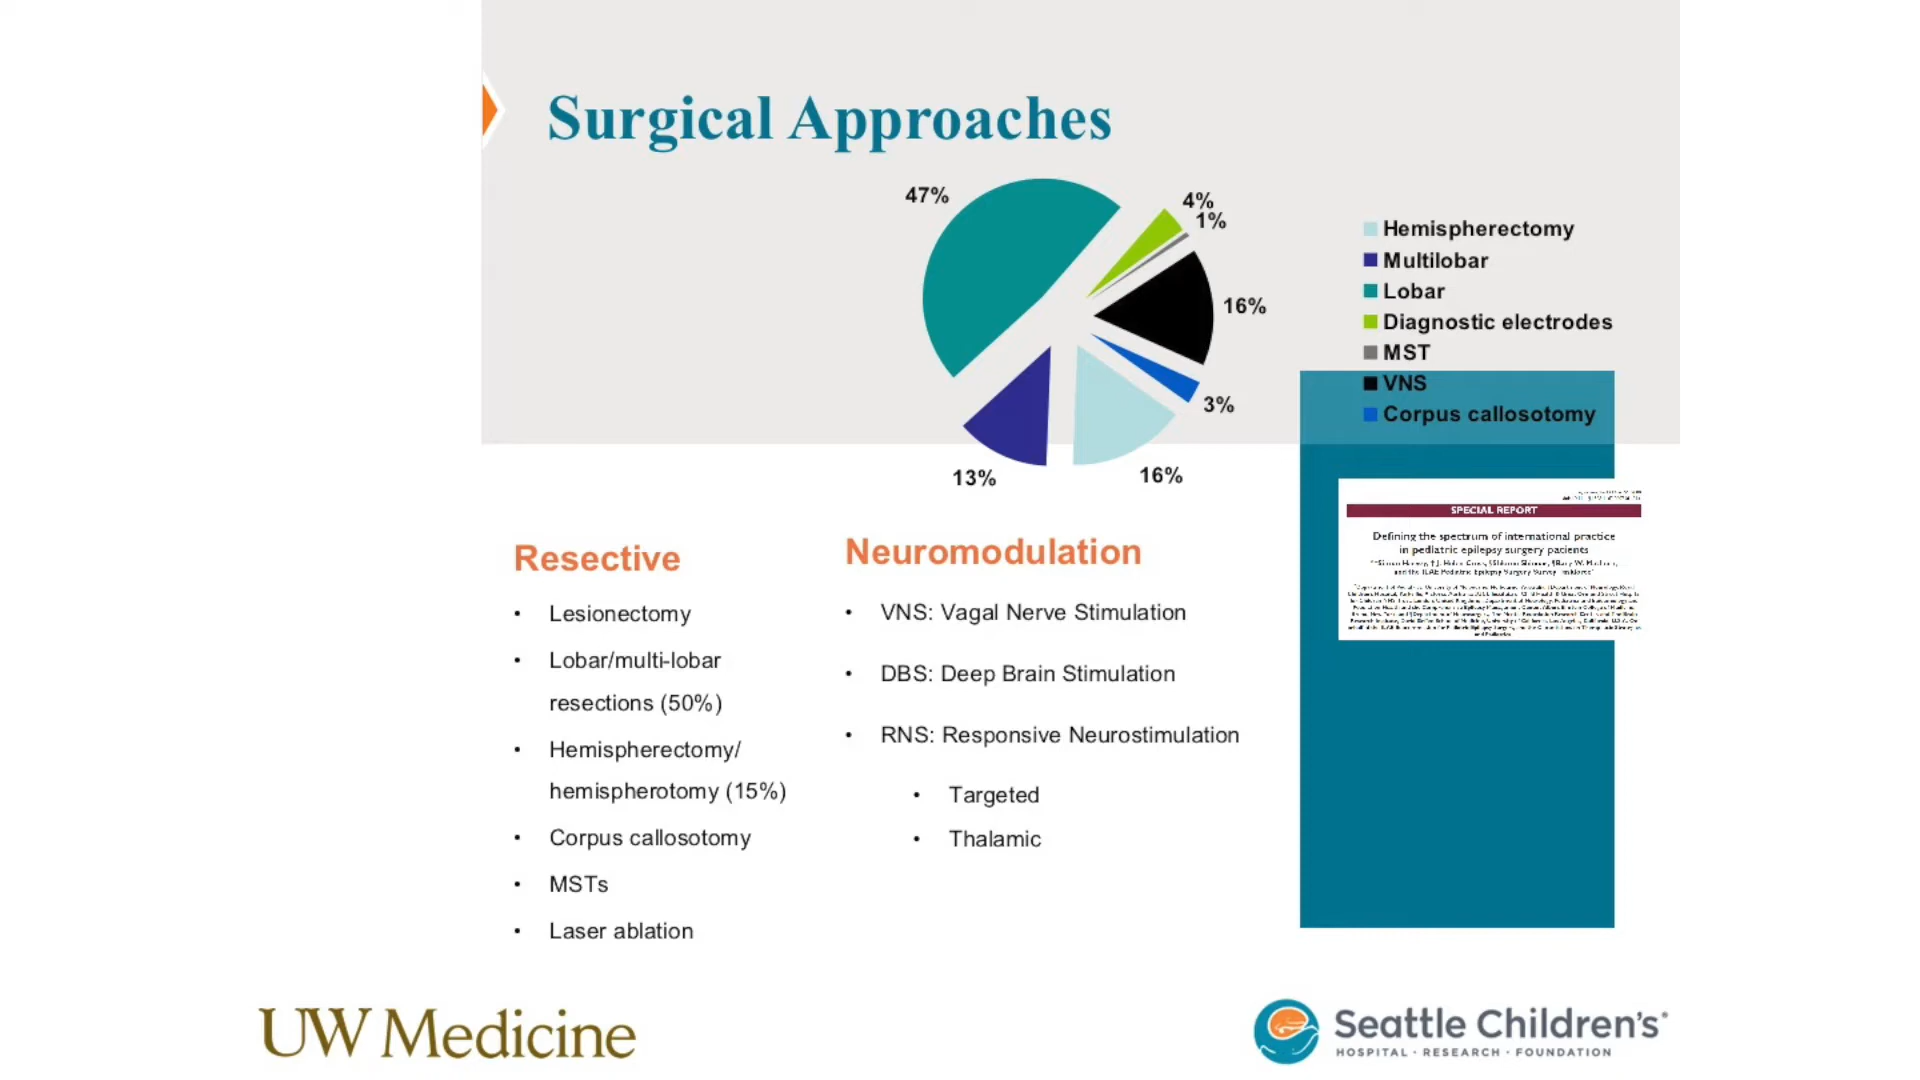 Surgical Approaches
47%
4%
1%
16%
3%
16%
13%
Hemispherectomy
Multilobar
Lobar
Diagnostic electrodes
MST
VNS
Corpus callosotomy
SPECIAL REPORT
Defining the spectrum of international practice
in pediatric epilepsy surgery patients
Resective
• Lesionectomy
• Lobar/multi-lobar
resections (50%)
• Hemispherectomy/
hemispherotomy (15%)
• Corpus callosotomy
• MSTs
• Laser ablation
Neuromodulation
• VNS: Vagal Nerve Stimulation
• DBS: Deep Brain Stimulation
• RNS: Responsive Neurostimulation
• Targeted
• Thalamic
UW Medicine
Seattle Children's®
HOSPITAL · RESEARCH · FOUNDATION